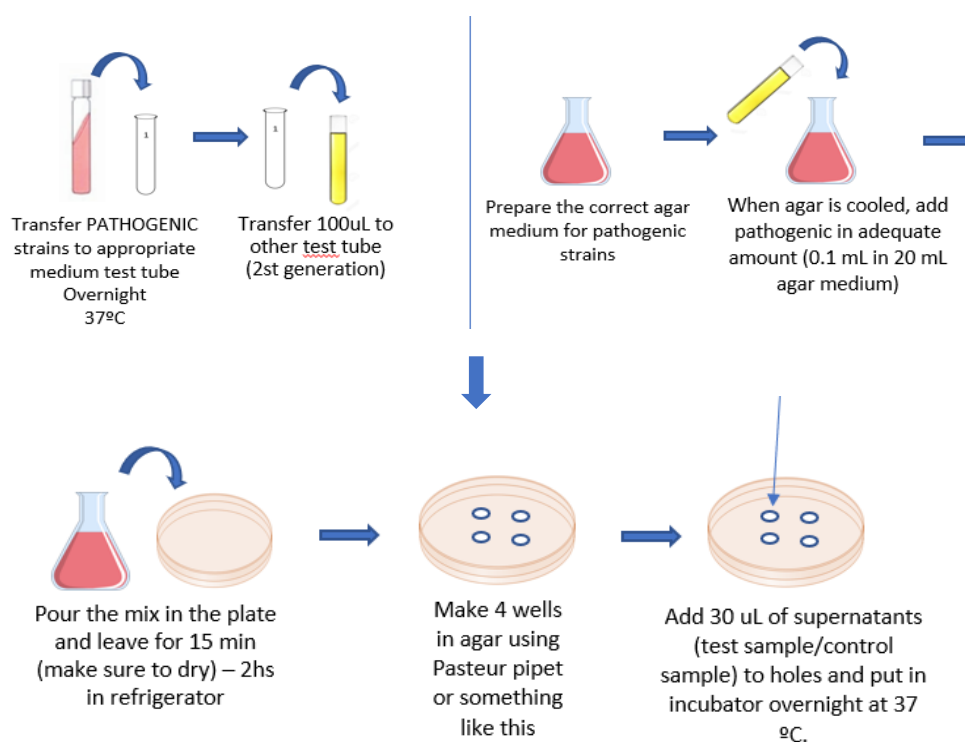 1
1
Transfer PATHOGENIC
strains to appropriate
medium test tube
Overnight
37ºC
Transfer 100uL to
other test tube
(2st generation)
Prepare the correct agar
medium for pathogenic
strains
When agar is cooled, add
pathogenic in adequate
amount (0.1 mL in 20 mL
agar medium)
Pour the mix in the plate
and leave for 15 min
(make sure to dry) – 2hs
in refrigerator
Make 4 wells
in agar using
Pasteur pipet
or something
like this
Add 30 uL of supernatants
(test sample/control
sample) to holes and put in
incubator overnight at 37
ºC.